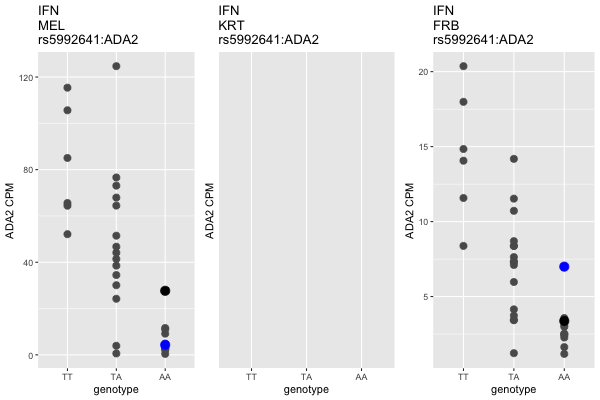 IFN
MEL
rs5992641:ADA2
ADA2 CPM
120
80
40
0
TT TA AA
genotype
IFN
KRT
rs5992641:ADA2
ADA2 CPM
TT TA AA
genotype
IFN
FRB
rs5992641:ADA2
ADA2 CPM
20
15
10
5
TT TA AA
genotype